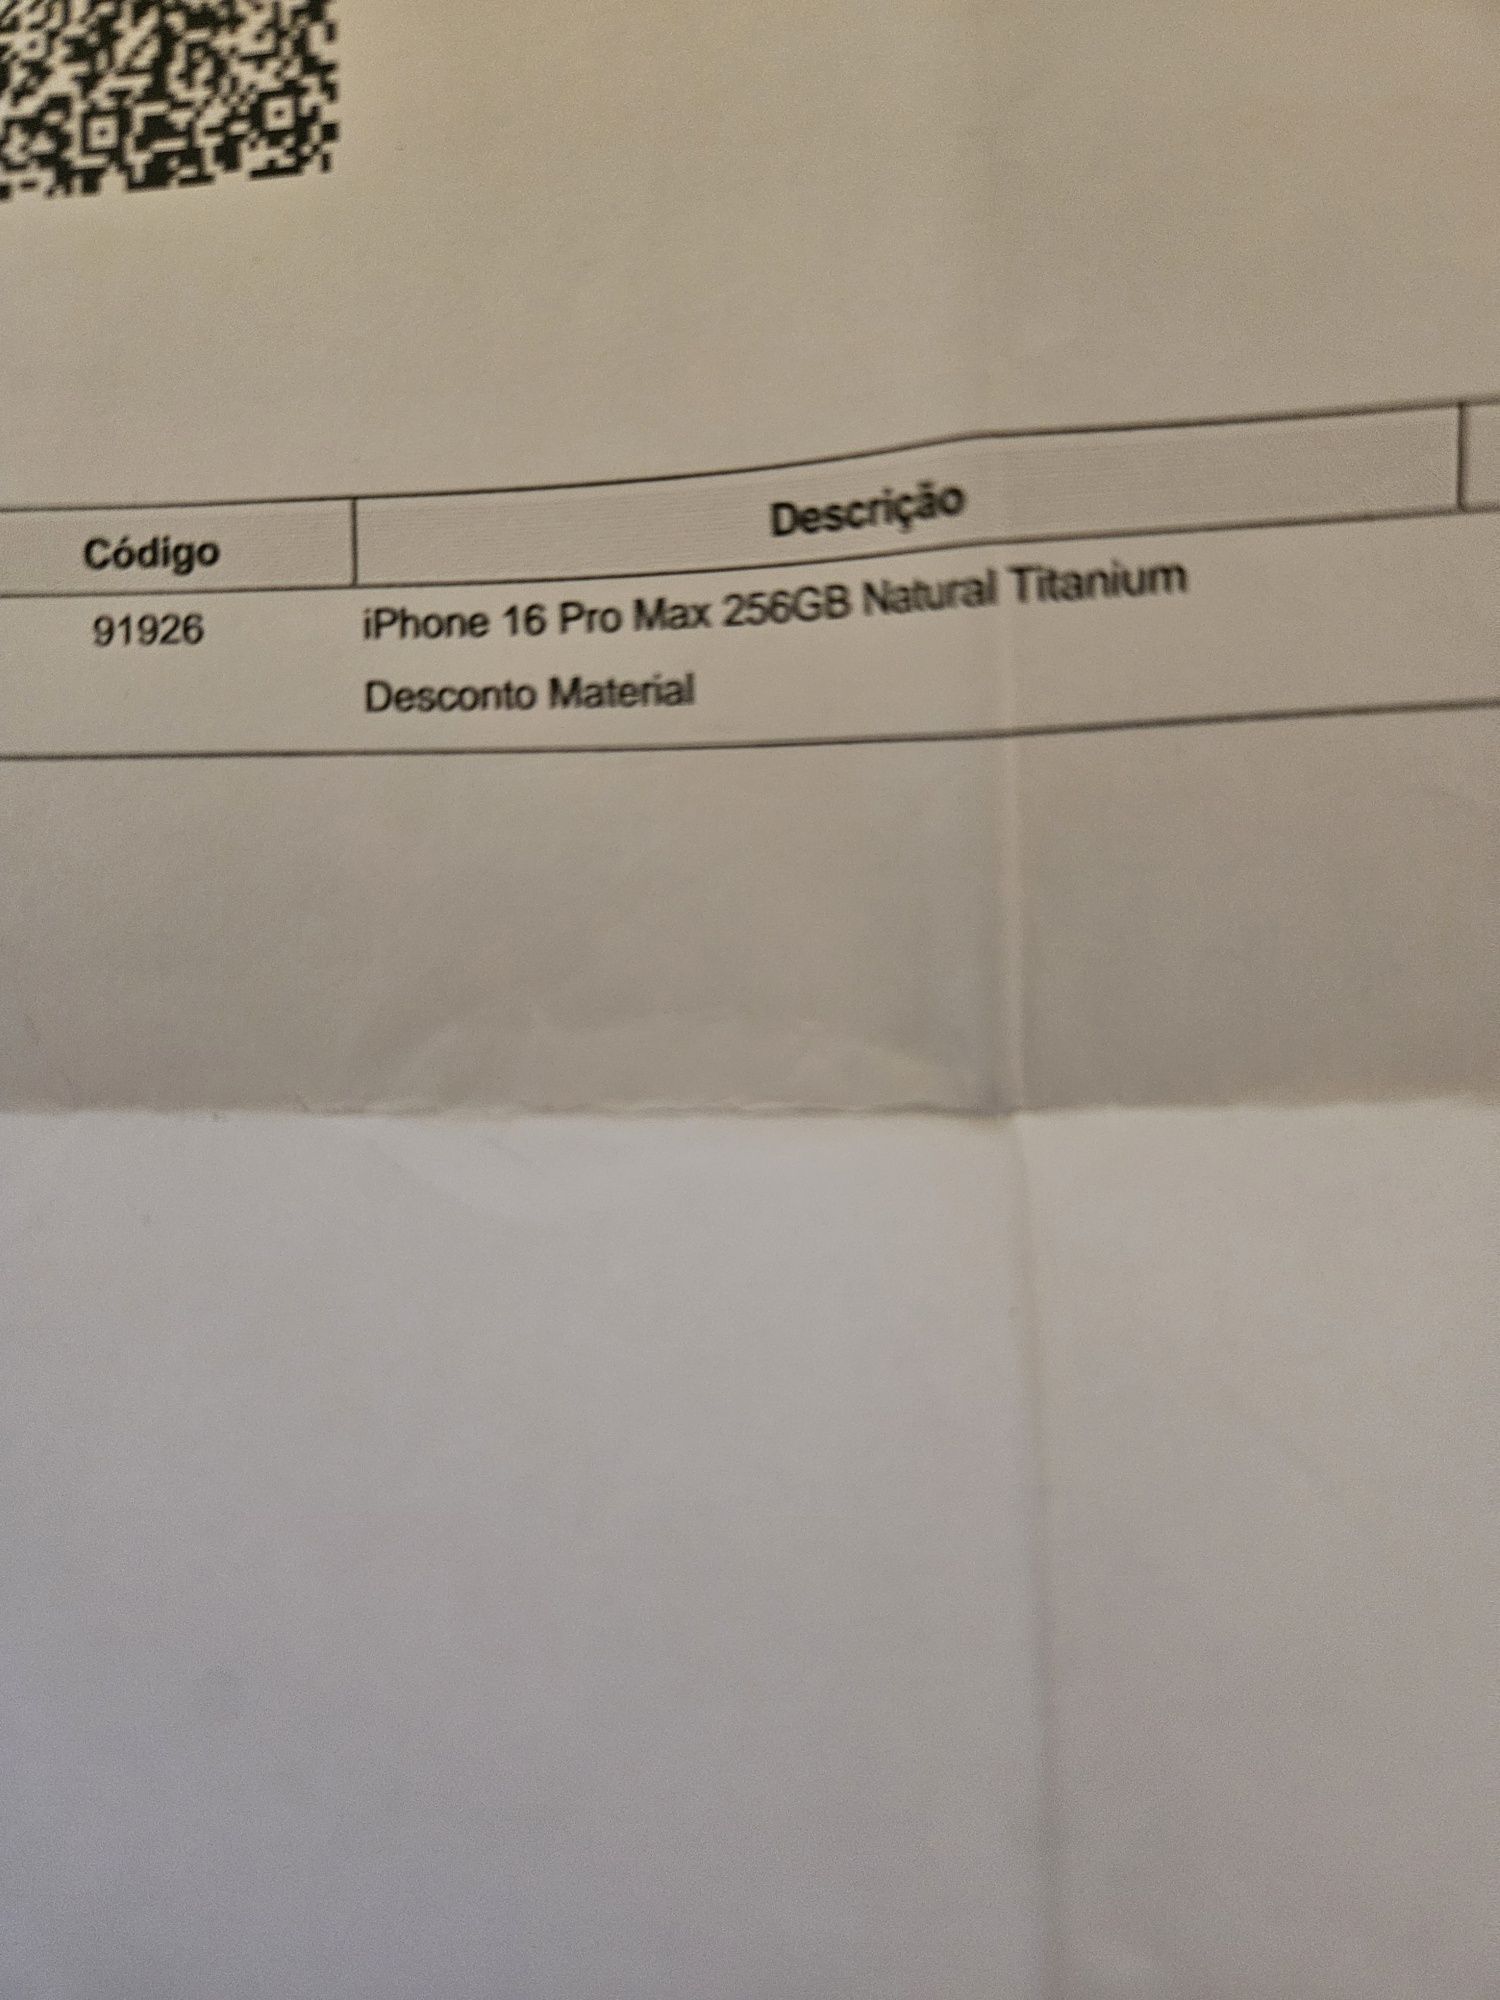 Código Descrição
91926 iPhone 16 Pro Max 256GB Natural Titanium
Desconto Material